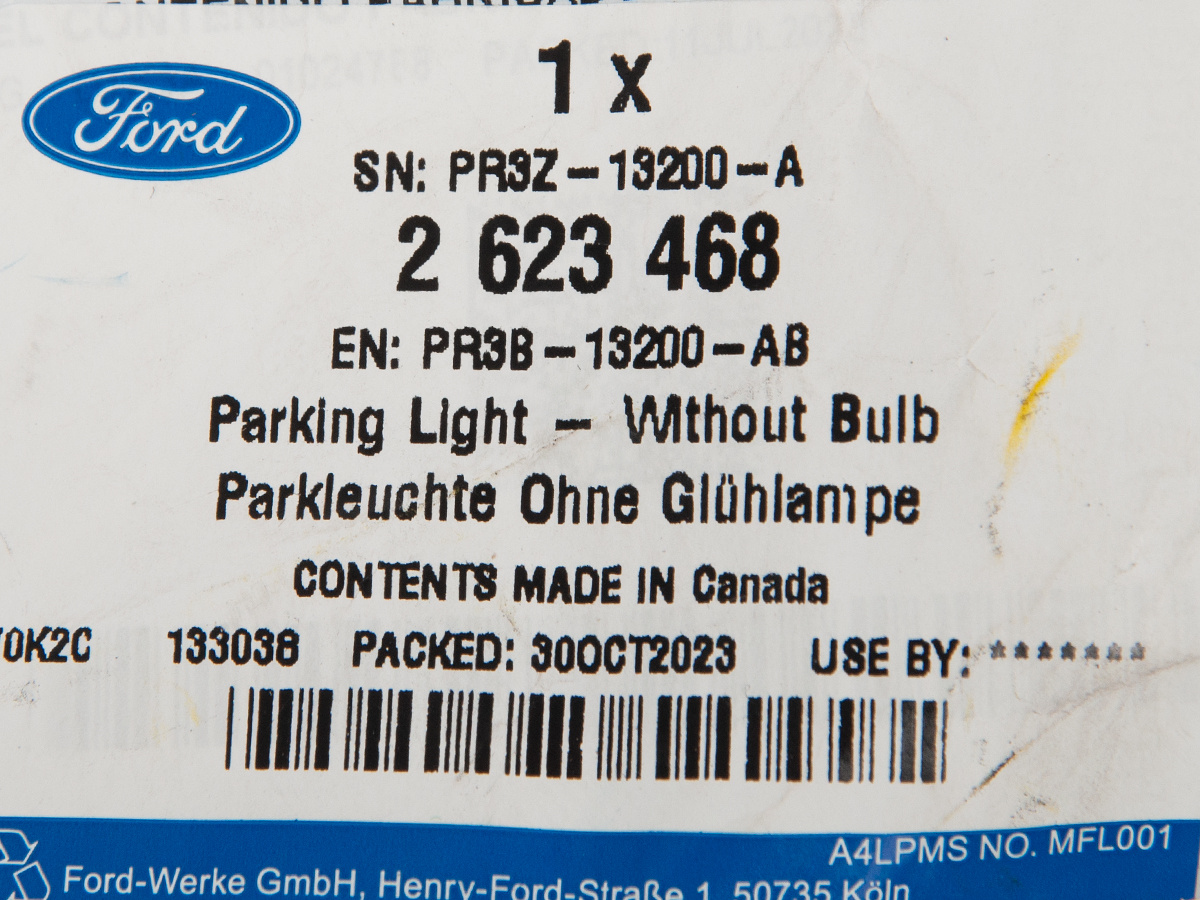 Ford
1 x
SN: PR3Z-13200-A
2 623 468
EN: PR3B-13200-AB
Parking Light - Without Bulb
Parkleuchte Ohne Glühlampe
CONTENTS MADE IN Canada
0K2C 133038 PACKED: 30OCT2023 USE BY: *******
A4LPMS NO. MFL001
Ford-Werke GmbH, Henry-Ford-Straße 1, 50735 Köln